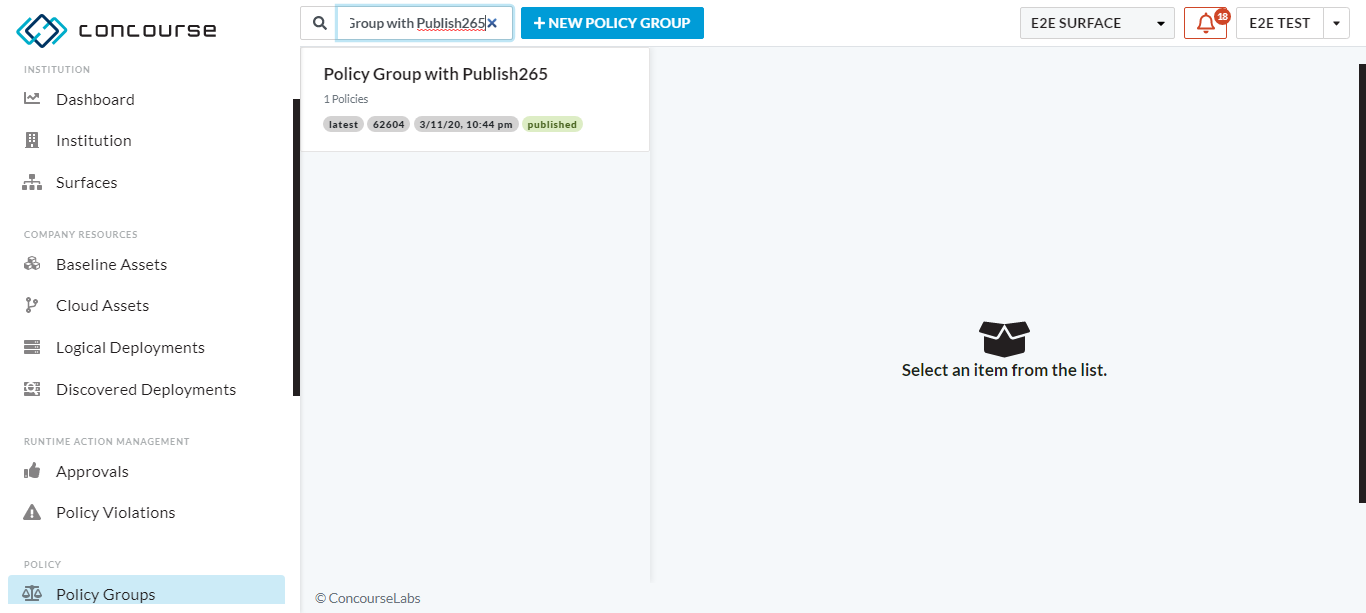 concourse
Group with Publish265
NEW POLICY GROUP
E2E SURFACE
18
E2E TEST
INSTITUTION
Dashboard
Institution
Surfaces
COMPANY RESOURCES
Baseline Assets
Cloud Assets
Logical Deployments
Discovered Deployments
RUNTIME ACTION MANAGEMENT
Approvals
Policy Violations
POLICY
Policy Groups
Policy Group with Publish265
1 Policies
latest 62604 3/11/20, 10:44 pm published
Select an item from the list.
© ConcourseLabs